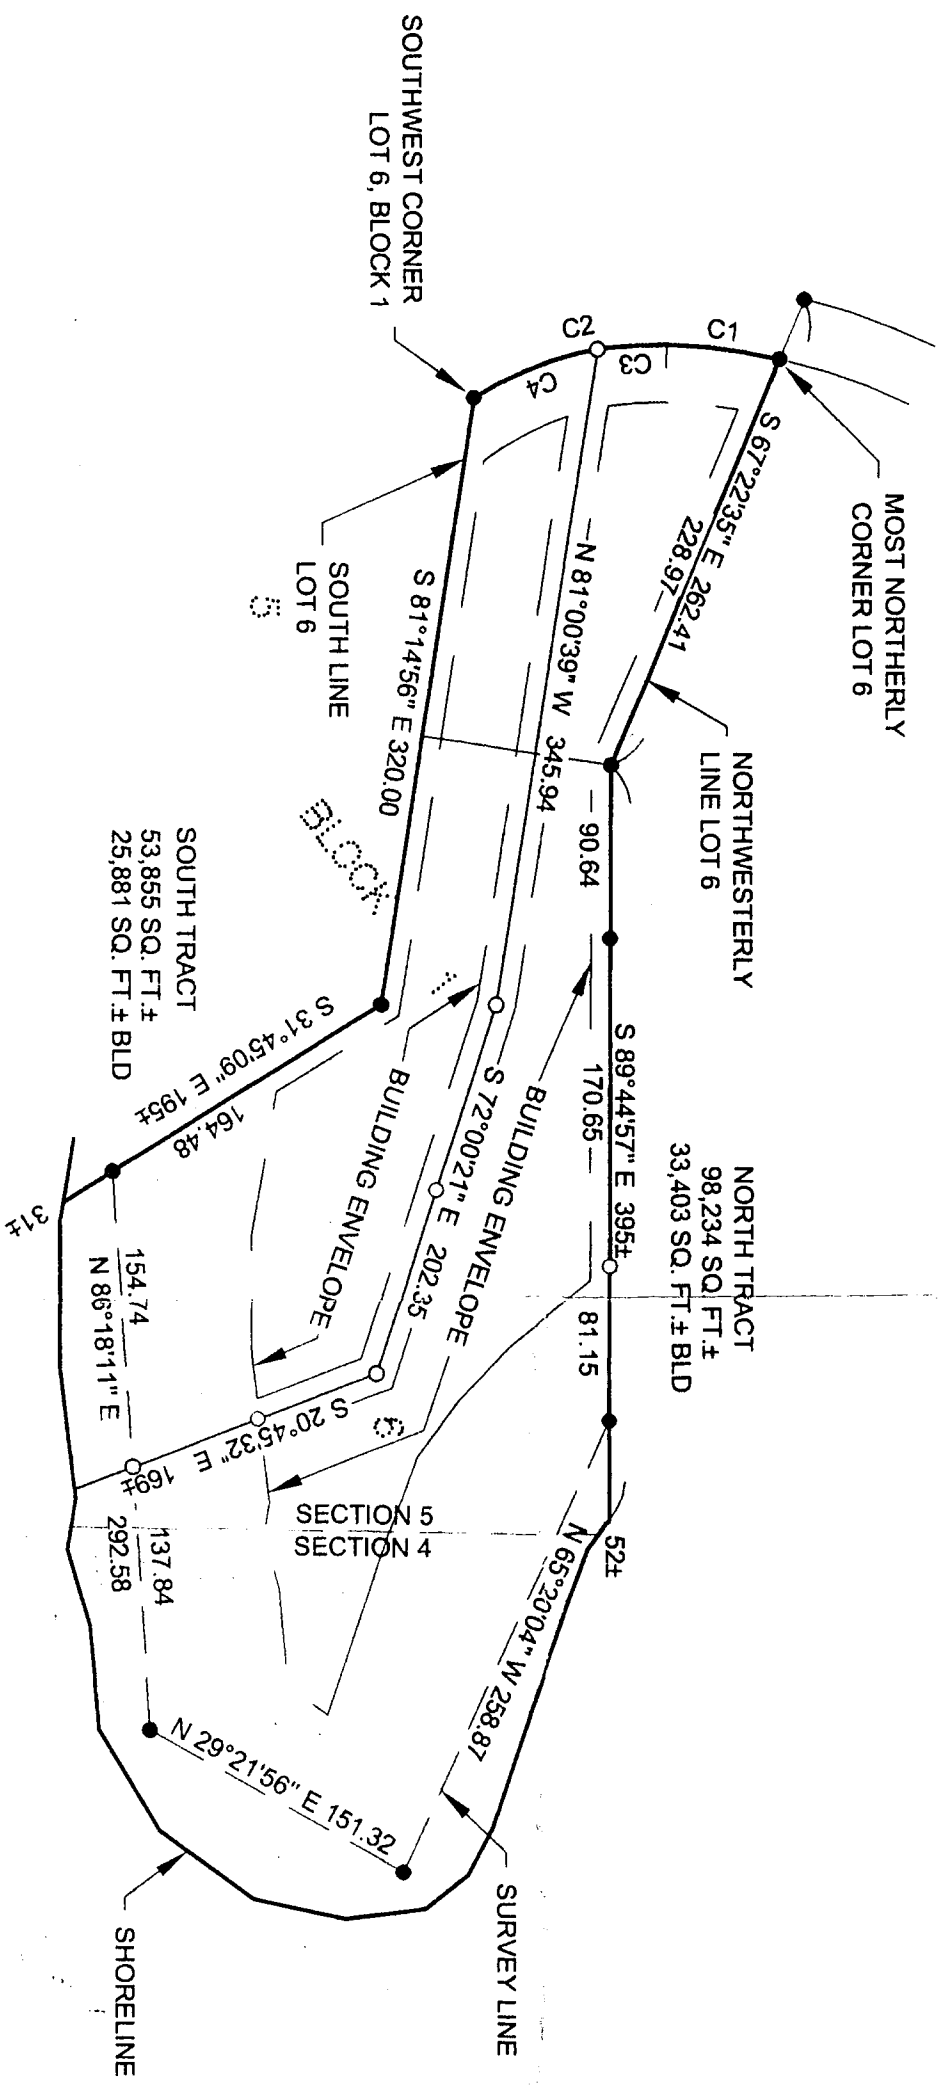 SOUTHWEST CORNER
LOT 6, BLOCK 1
MOST NORTHERLY
CORNER LOT 6
C1
C2
C3
C4
S 67°22'35" E 262.41
228.97
NORTHWESTERLY
LINE LOT 6
SOUTH LINE
LOT 6
5
N 81°00'39" W 345.94
S 81°14'56" E 320.00
90.64
BLOCK
1
S 89°44'57" E 395±
170.65
81.15
52±
NORTH TRACT
98,234 SQ. FT.±
33,403 SQ. FT.± BLD
SOUTH TRACT
53,855 SQ. FT.±
25,881 SQ. FT.± BLD
BUILDING ENVELOPE
BUILDING ENVELOPE
S 72°00'21" E 202.35
S 31°45'09" E 195±
164.48
31±
154.74
N 86°18'11" E
S 20°45'32" E 169±
6
SECTION 5
SECTION 4
137.84
292.58
N 65°20'04" W 258.87
N 29°21'56" E 151.32
SURVEY LINE
SHORELINE